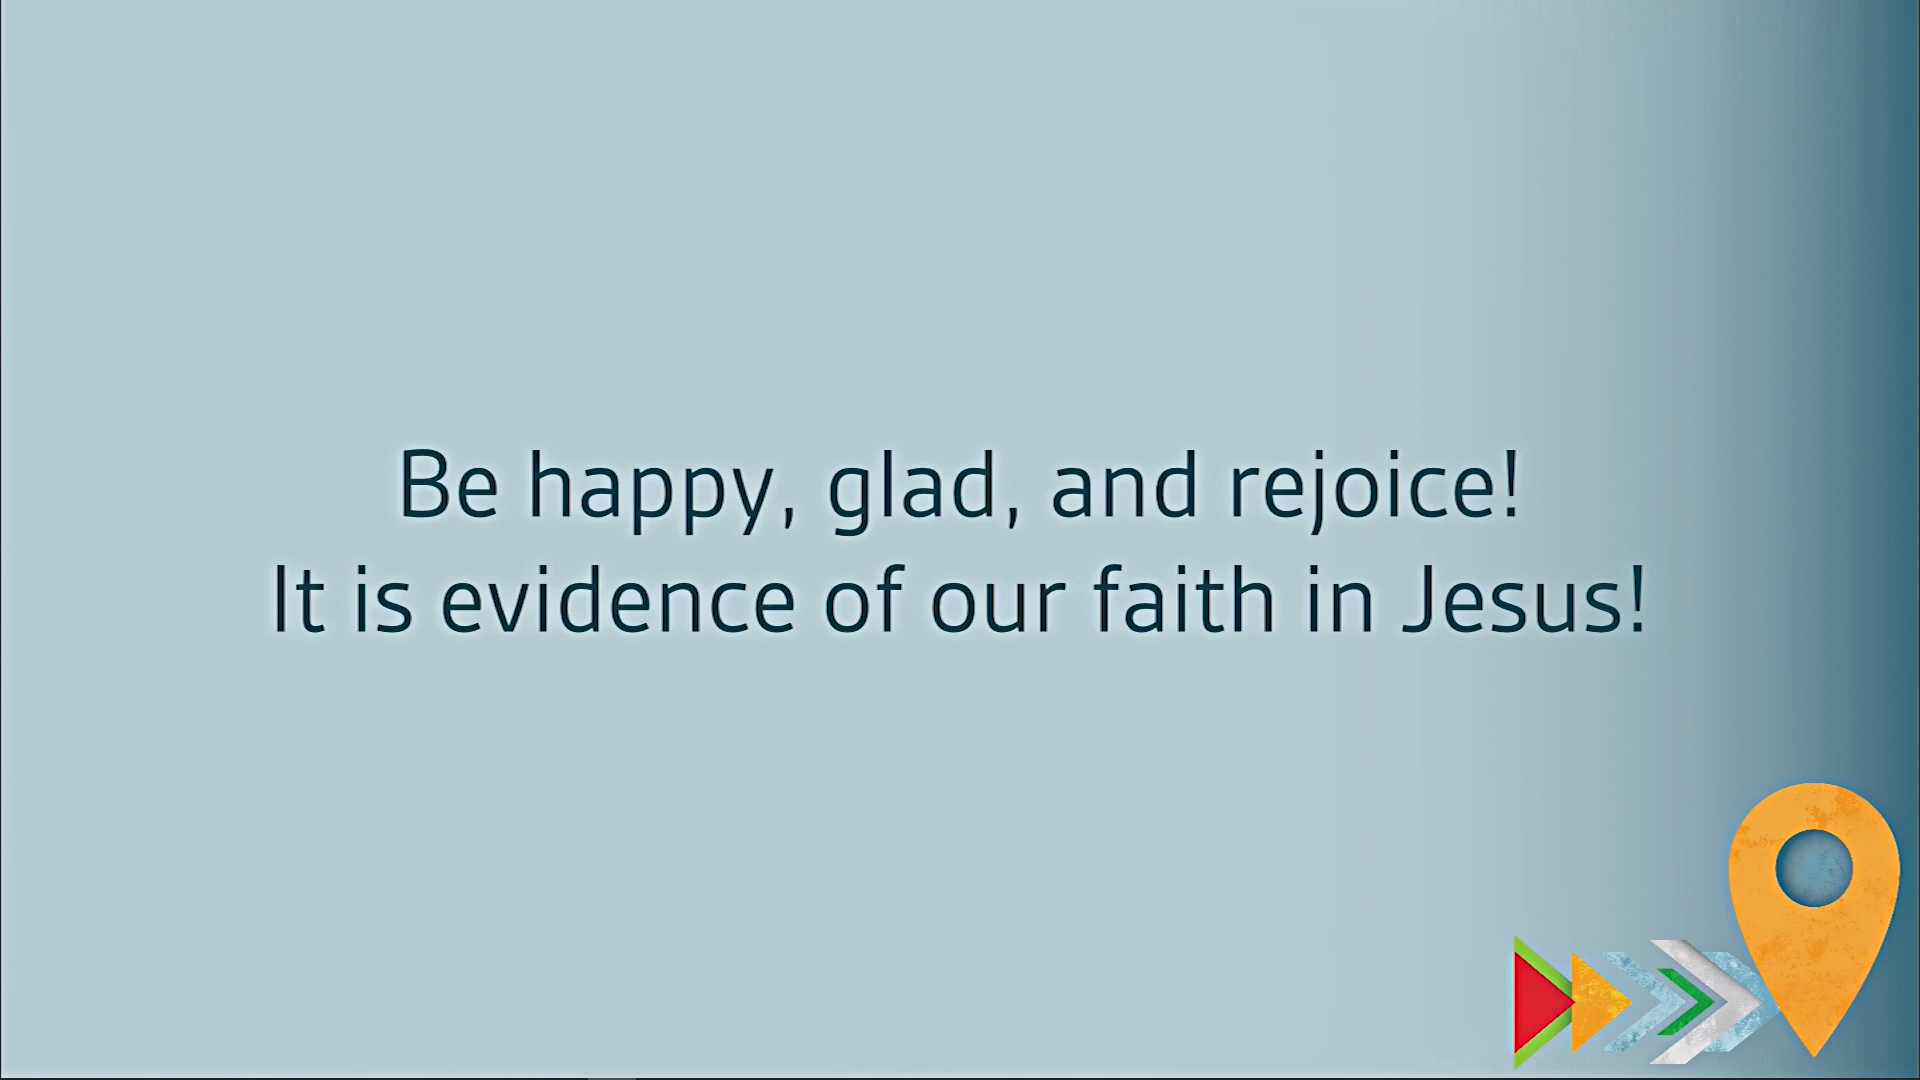 Be happy, glad, and rejoice!
It is evidence of our faith in Jesus!